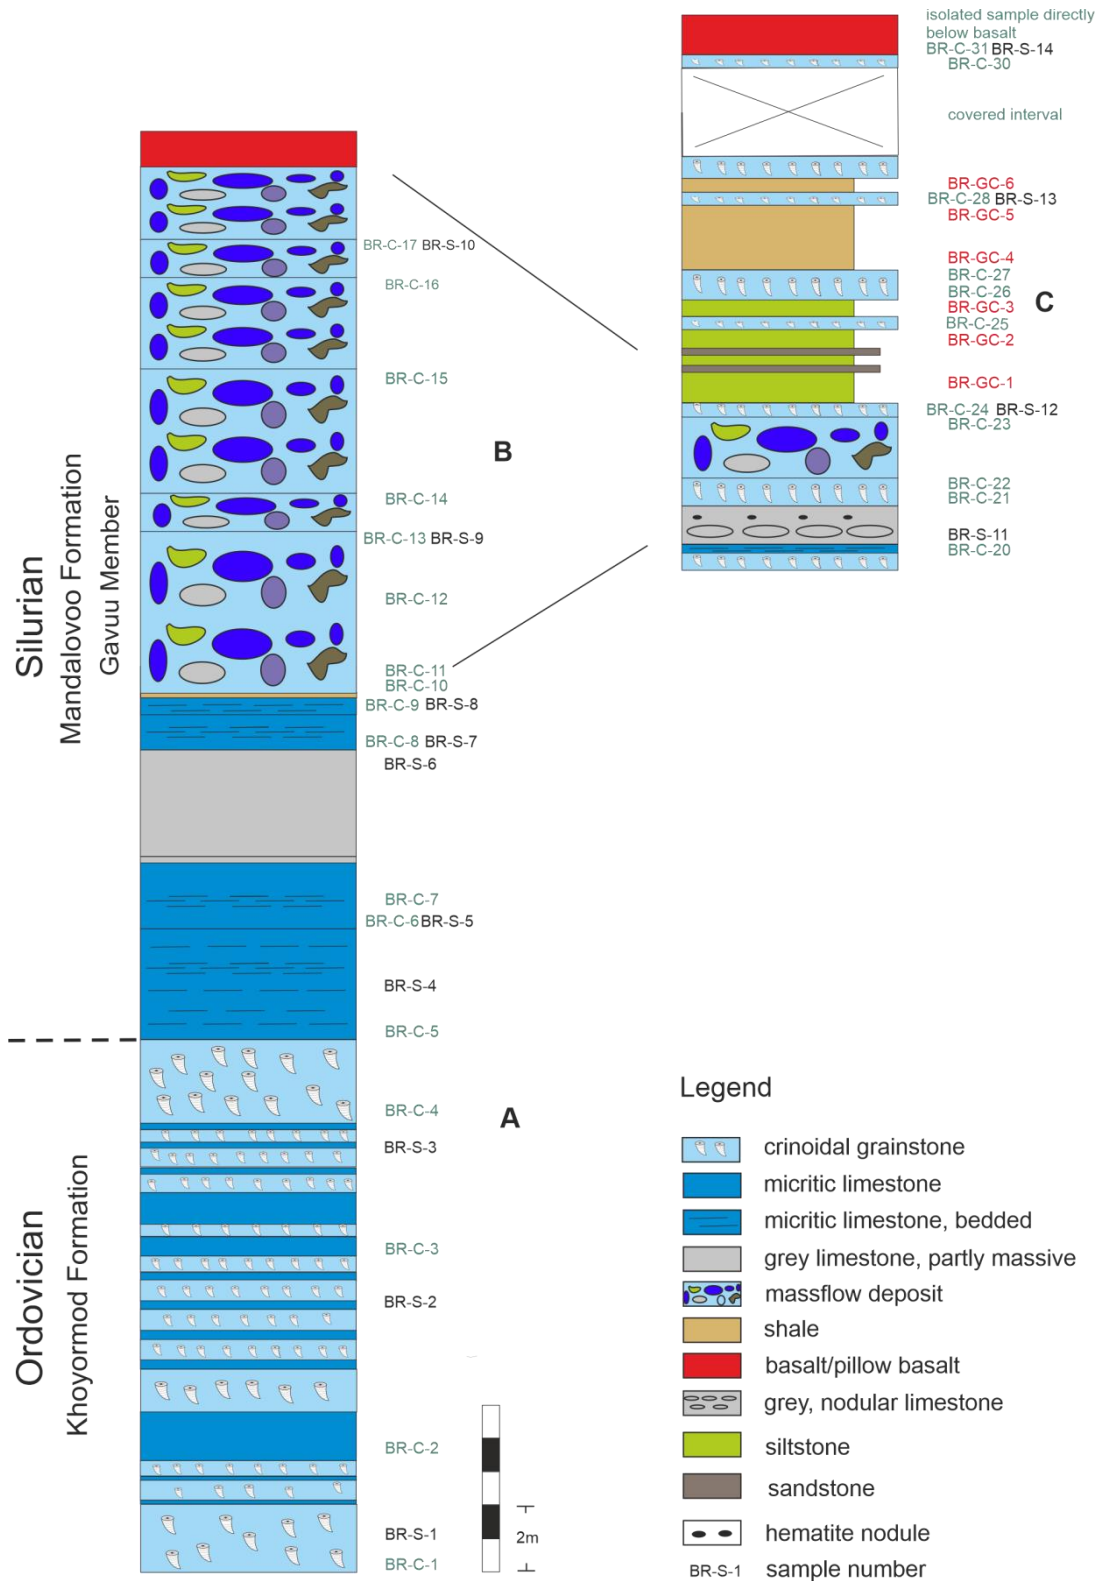 isolated sample directly
below basalt
BR-C-31 BR-S-14
BR-C-30
covered interval
BR-GC-6
BR-C-28 BR-S-13
BR-GC-5
BR-GC-4
BR-C-27
BR-C-26
BR-GC-3
BR-C-25
BR-GC-2
BR-GC-1
BR-C-24 BR-S-12
BR-C-23
BR-C-22
BR-C-21
BR-S-11
BR-C-20
C
Silurian
Mandalovoo Formation
Gavuu Member
BR-C-17 BR-S-10
BR-C-16
BR-C-15
B
BR-C-14
BR-C-13 BR-S-9
BR-C-12
BR-C-11
BR-C-10
BR-C-9 BR-S-8
BR-C-8 BR-S-7
BR-S-6
BR-C-7
BR-C-6 BR-S-5
BR-S-4
BR-C-5
Ordovician
Khoyormod Formation
BR-C-4
A
BR-S-3
BR-C-3
BR-S-2
BR-C-2
BR-S-1
BR-C-1
2m
Legend
crinoidal grainstone
micritic limestone
micritic limestone, bedded
grey limestone, partly massive
massflow deposit
shale
basalt/pillow basalt
grey, nodular limestone
siltstone
sandstone
hematite nodule
BR-S-1 sample number